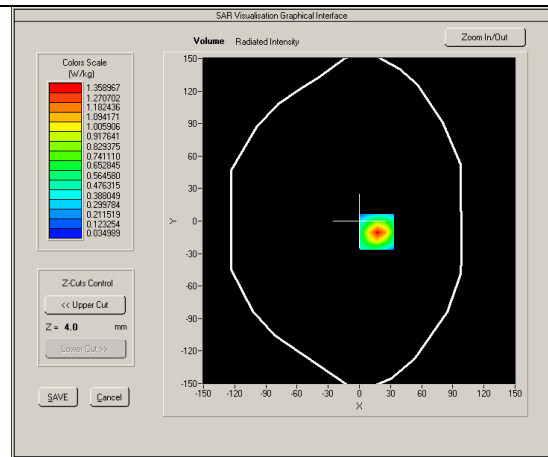 SAR Visualisation Graphical Interface
Volume Radiated Intensity
Zoom In/Out
Colors Scale
(W/kg)
1.358967
1.270702
1.182436
1.094171
1.005906
0.917641
0.829375
0.741110
0.652845
0.564580
0.476315
0.388049
0.299784
0.211519
0.123254
0.034989
Z-Cuts Control
<< Upper Cut
Z = 4.0 mm
Lower Cut >>
SAVE Cancel
Y
150
120
90
60
30
0
-30
-60
-90
-120
-150
-150 -120 -90 -60 -30 0 30 60 90 120 150
X